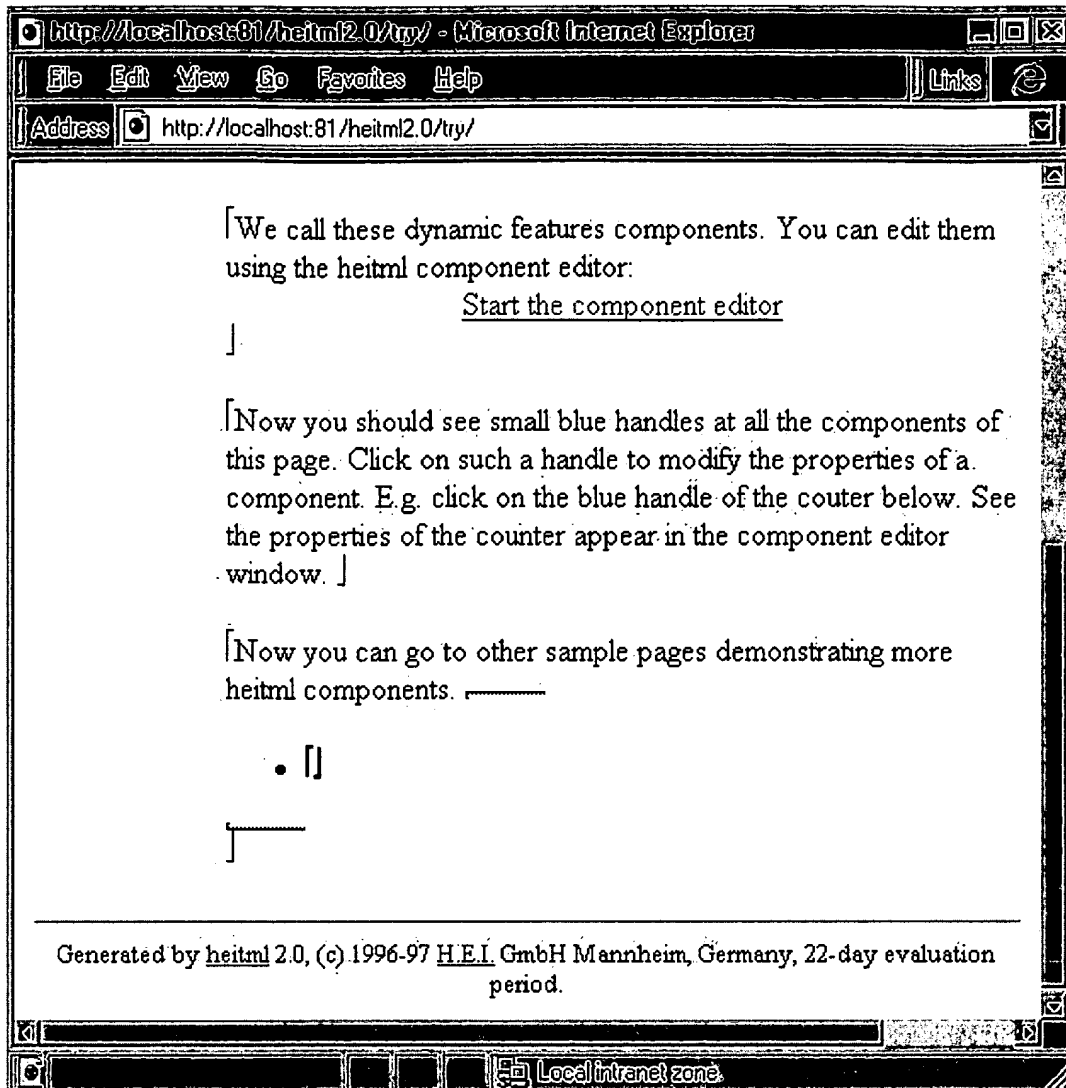 http://localhost:81/heitml2.0/try/ - Microsoft Internet Explorer
File Edit View Go Favorites Help Links
Address http://localhost:81/heitml2.0/try/
We call these dynamic features components. You can edit them
using the heitml component editor:
Start the component editor
Now you should see small blue handles at all the components of
this page. Click on such a handle to modify the properties of a
component. E.g. click on the blue handle of the couter below. See
the properties of the counter appear in the component editor
window.
Now you can go to other sample pages demonstrating more
heitml components.
Generated by heitml 2.0, (c) 1996-97 H.E.I. GmbH Mannheim, Germany, 22-day evaluation
period.
Local intranet zone